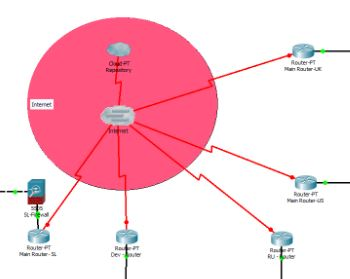 Cloud-PT
Repository
Router-PT
Main Router-UK
Internet
Internet
Router-PT
Main Router-US
5505
SL-Firewall
Router-PT
Main Router-SL
Router-PT
Dev - Router
Router-PT
RU - Router